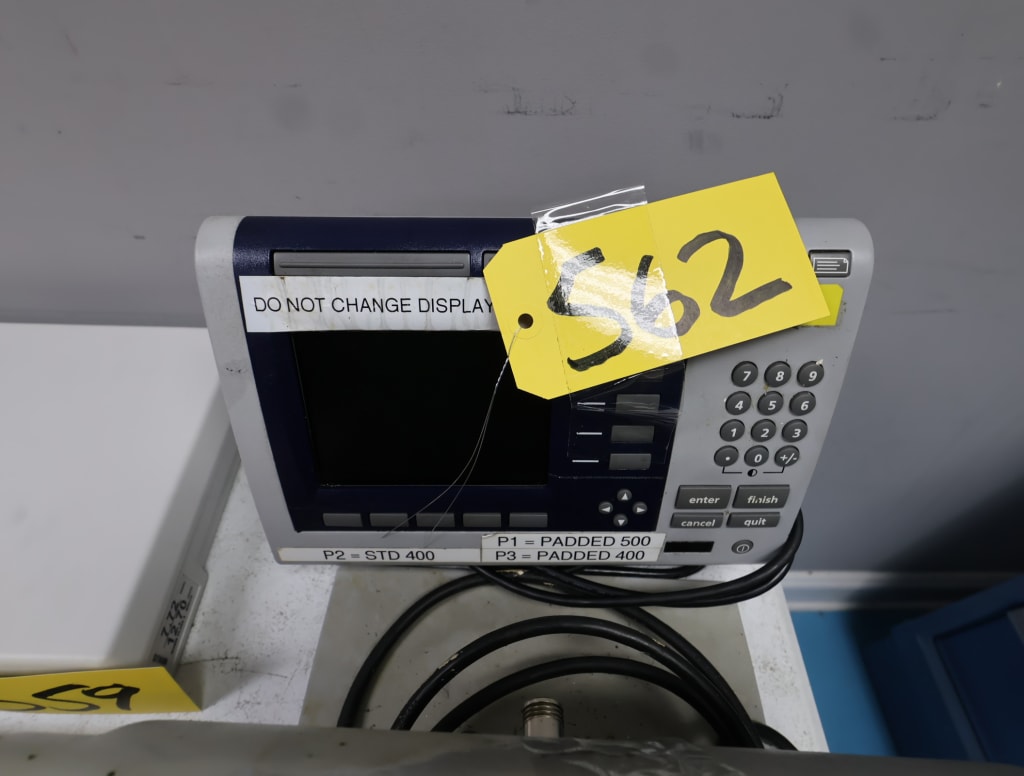 562
DO NOT CHANGE DISPLAY
7 8 9
4 5 6
1 2 3
• 0 +/-
enter finish
cancel quit
P1 = PADDED 500
P2 = STD 400
P3 = PADDED 400
559